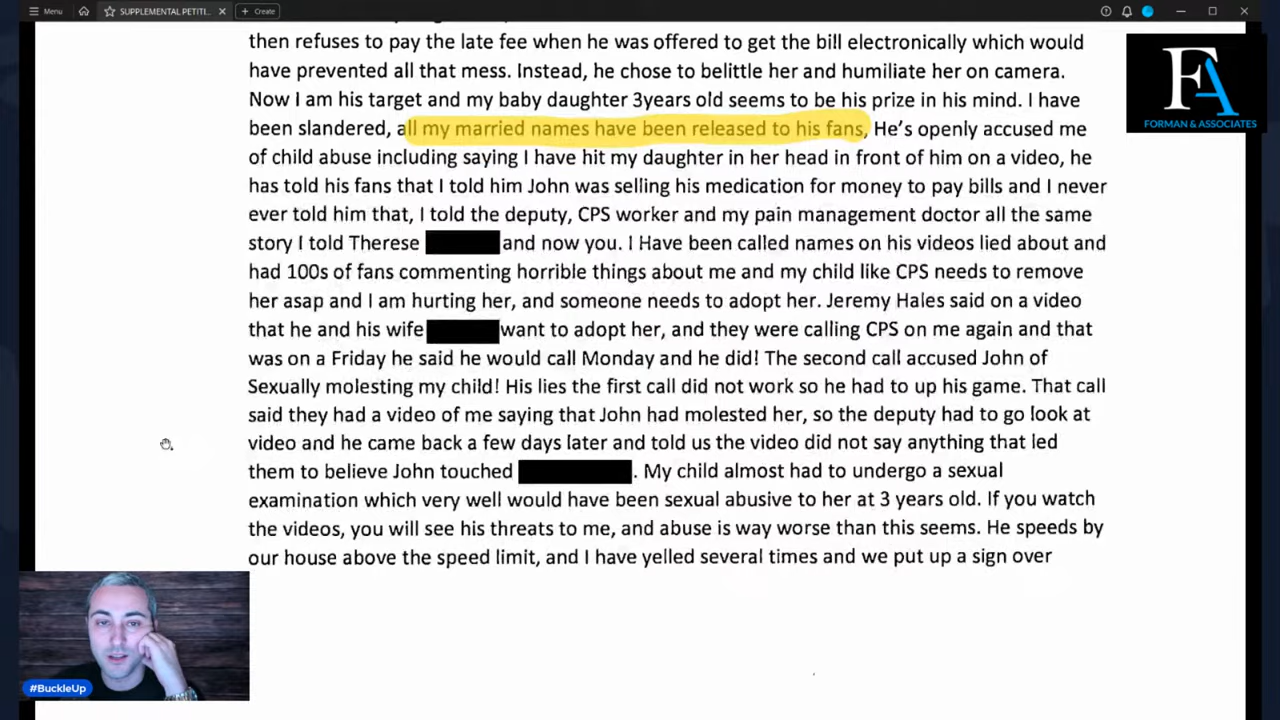 Menu
SUPPLEMENTAL PETITI...
Create
then refuses to pay the late fee when he was offered to get the bill electronically which would
have prevented all that mess. Instead, he chose to belittle her and humiliate her on camera.
Now I am his target and my baby daughter 3years old seems to be his prize in his mind. I have
been slandered, all my married names have been released to his fans, He's openly accused me
of child abuse including saying I have hit my daughter in her head in front of him on a video, he
has told his fans that I told him John was selling his medication for money to pay bills and I never
ever told him that, I told the deputy, CPS worker and my pain management doctor all the same
story I told Therese and now you. I Have been called names on his videos lied about and
had 100s of fans commenting horrible things about me and my child like CPS needs to remove
her asap and I am hurting her, and someone needs to adopt her. Jeremy Hales said on a video
that he and his wife want to adopt her, and they were calling CPS on me again and that
was on a Friday he said he would call Monday and he did! The second call accused John of
Sexually molesting my child! His lies the first call did not work so he had to up his game. That call
said they had a video of me saying that John had molested her, so the deputy had to go look at
video and he came back a few days later and told us the video did not say anything that led
them to believe John touched . My child almost had to undergo a sexual
examination which very well would have been sexual abusive to her at 3 years old. If you watch
the videos, you will see his threats to me, and abuse is way worse than this seems. He speeds by
our house above the speed limit, and I have yelled several times and we put up a sign over
FA
FORMAN & ASSOCIATES
#BuckleUp